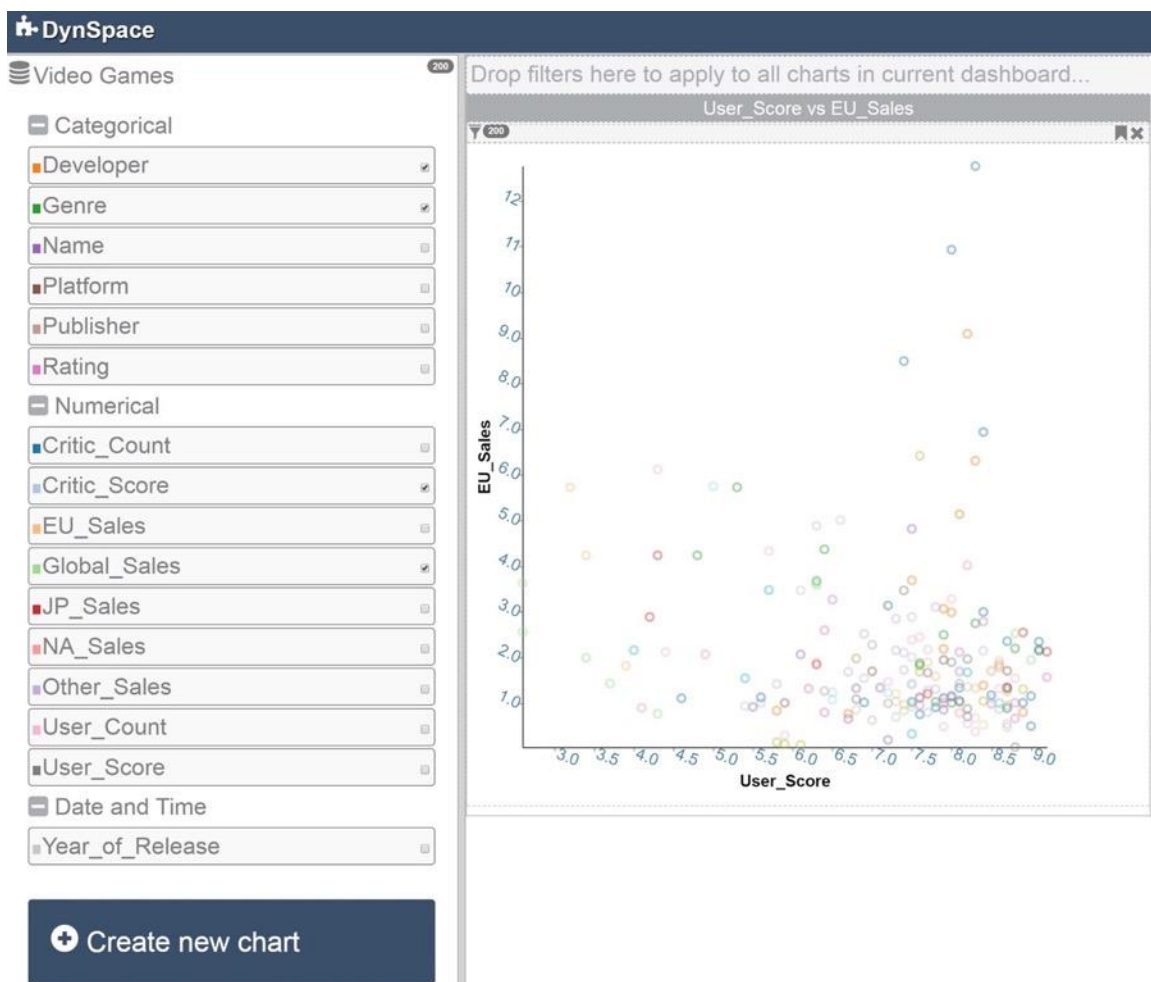 DynSpace
Video Games
200
Categorical
Developer
Genre
Name
Platform
Publisher
Rating
Numerical
Critic_Count
Critic_Score
EU_Sales
Global_Sales
JP_Sales
NA_Sales
Other_Sales
User_Count
User_Score
Date and Time
Year_of_Release
Create new chart
Drop filters here to apply to all charts in current dashboard...
User_Score vs EU_Sales
200
12
11
10
9.0
8.0
7.0
6.0
5.0
4.0
3.0
2.0
1.0
EU_Sales
3.0 3.5 4.0 4.5 5.0 5.5 6.0 6.5 7.0 7.5 8.0 8.5 9.0
User_Score